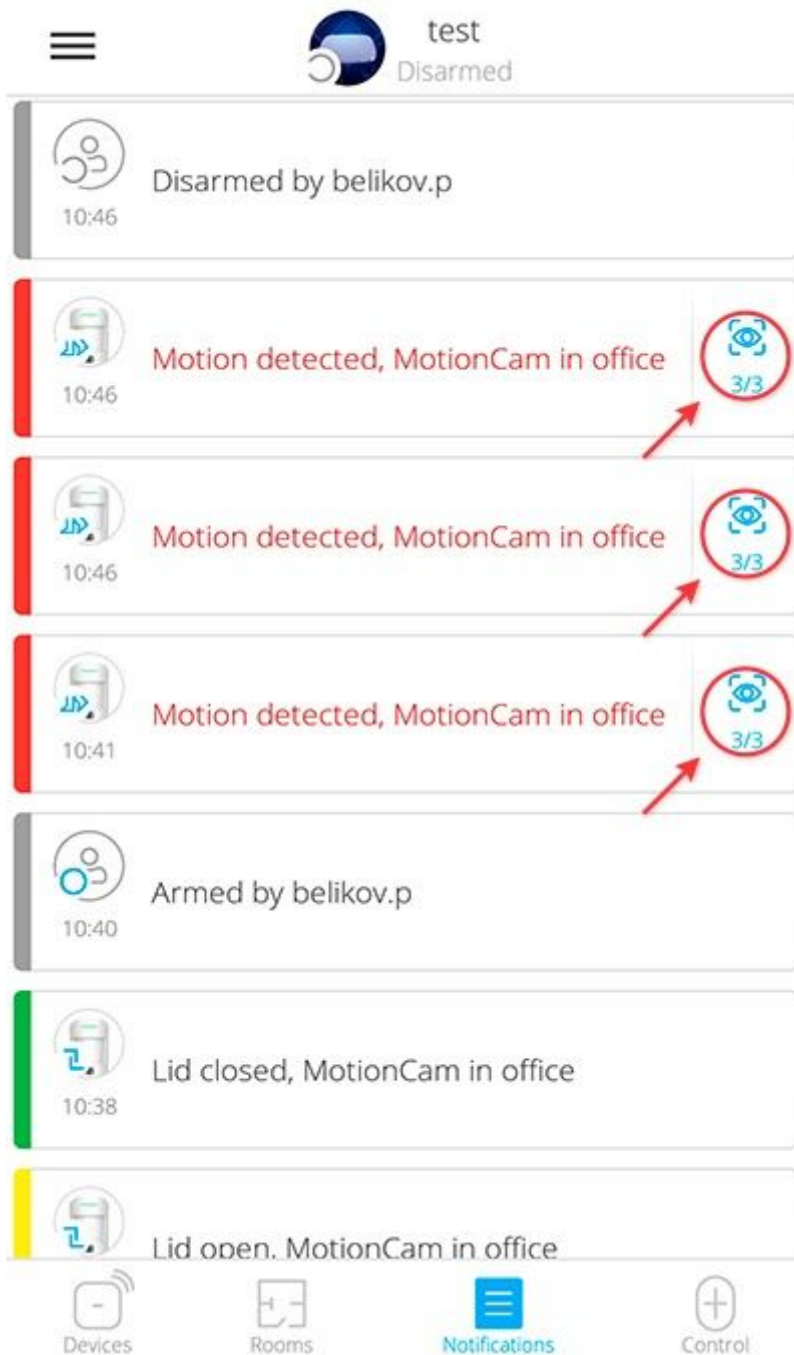 test
Disarmed
Disarmed by belikov.p
10:46
Motion detected, MotionCam in office
3/3
10:46
Motion detected, MotionCam in office
3/3
10:46
Motion detected, MotionCam in office
3/3
10:41
Armed by belikov.p
10:40
Lid closed, MotionCam in office
10:38
Lid open, MotionCam in office
Devices
Rooms
Notifications
Control